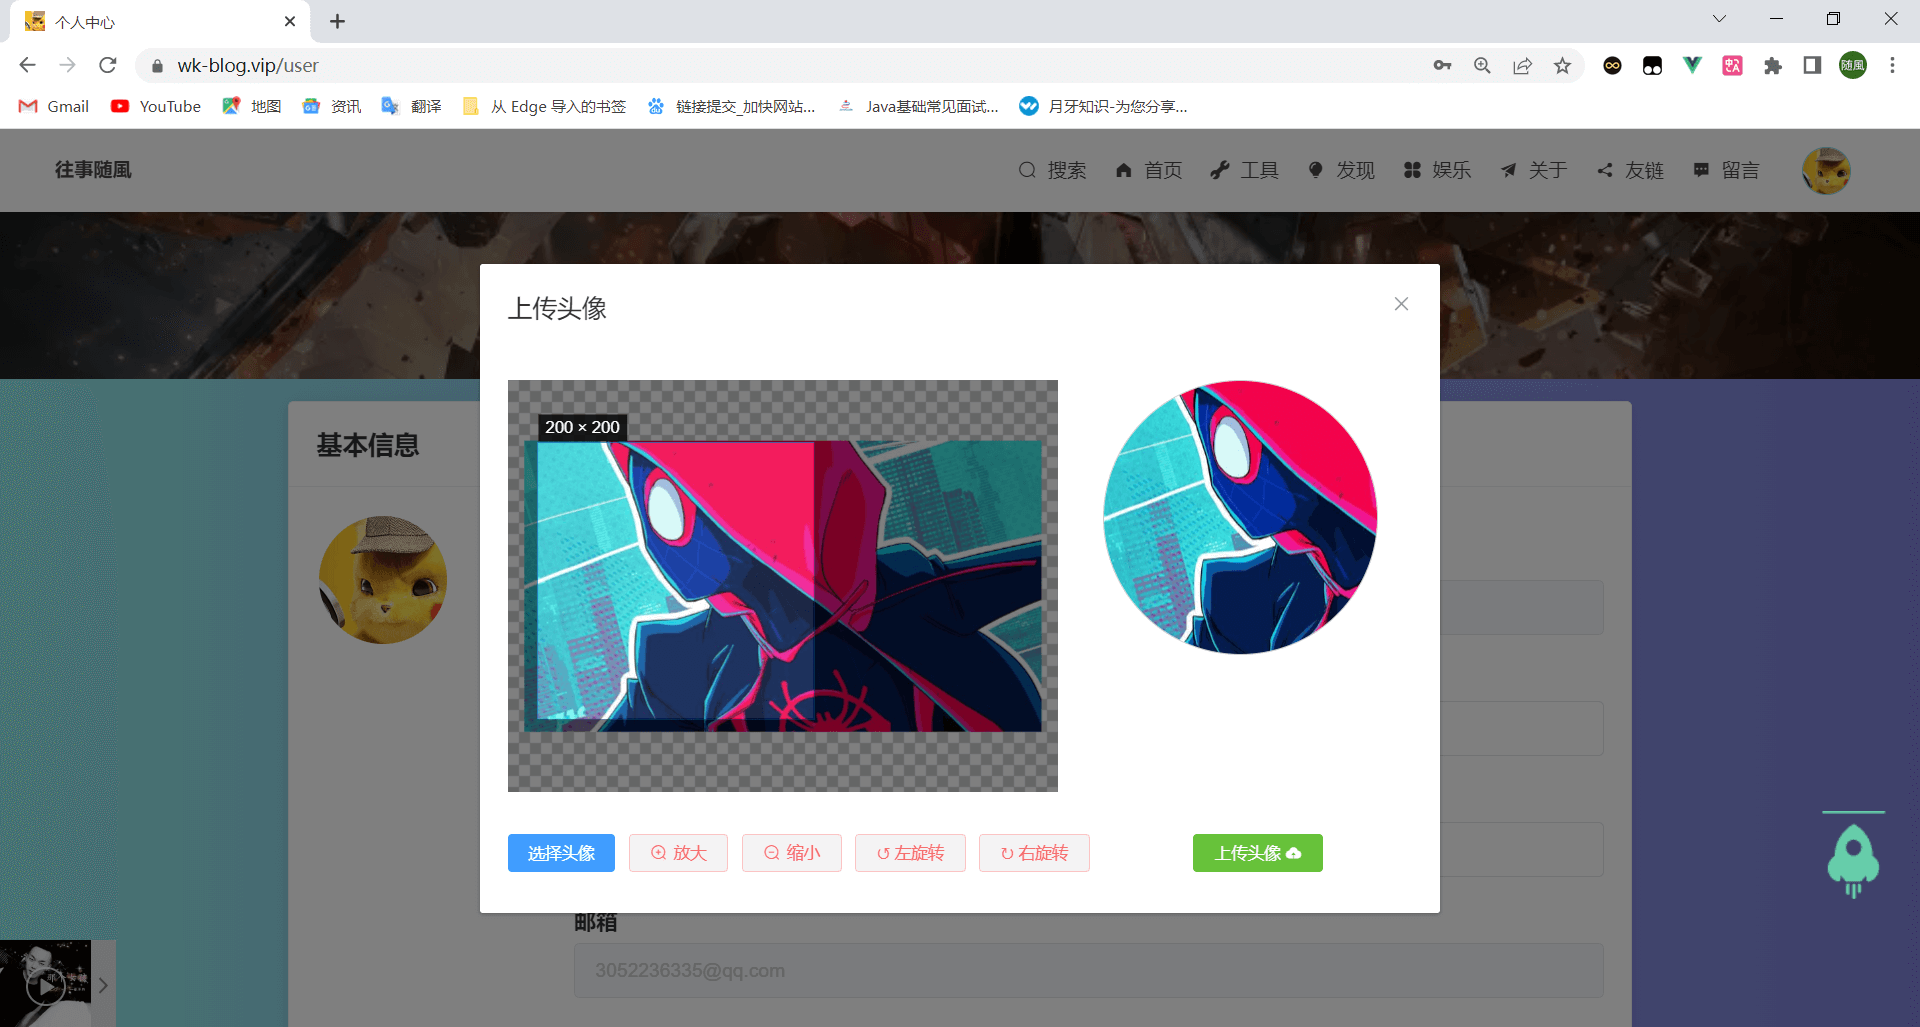 个人中心
wk-blog.vip/user
随風
Gmail
YouTube
地图
资讯
翻译
从 Edge 导入的书签
链接提交_加快网站...
Java基础常见面试...
月牙知识-为您分享...
往事随風
搜索
首页
工具
发现
娱乐
关于
友链
留言
上传头像
200 × 200
基本信息
选择头像
放大
缩小
左旋转
右旋转
上传头像
邮箱
3052236335@qq.com